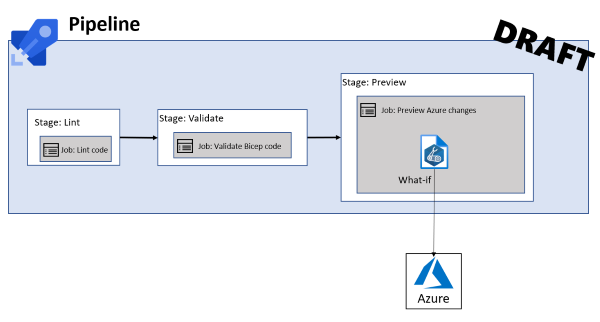 Pipeline
DRAFT
Stage: Lint
Job: Lint code
Stage: Validate
Job: Validate Bicep code
Stage: Preview
Job: Preview Azure changes
What-if
Azure